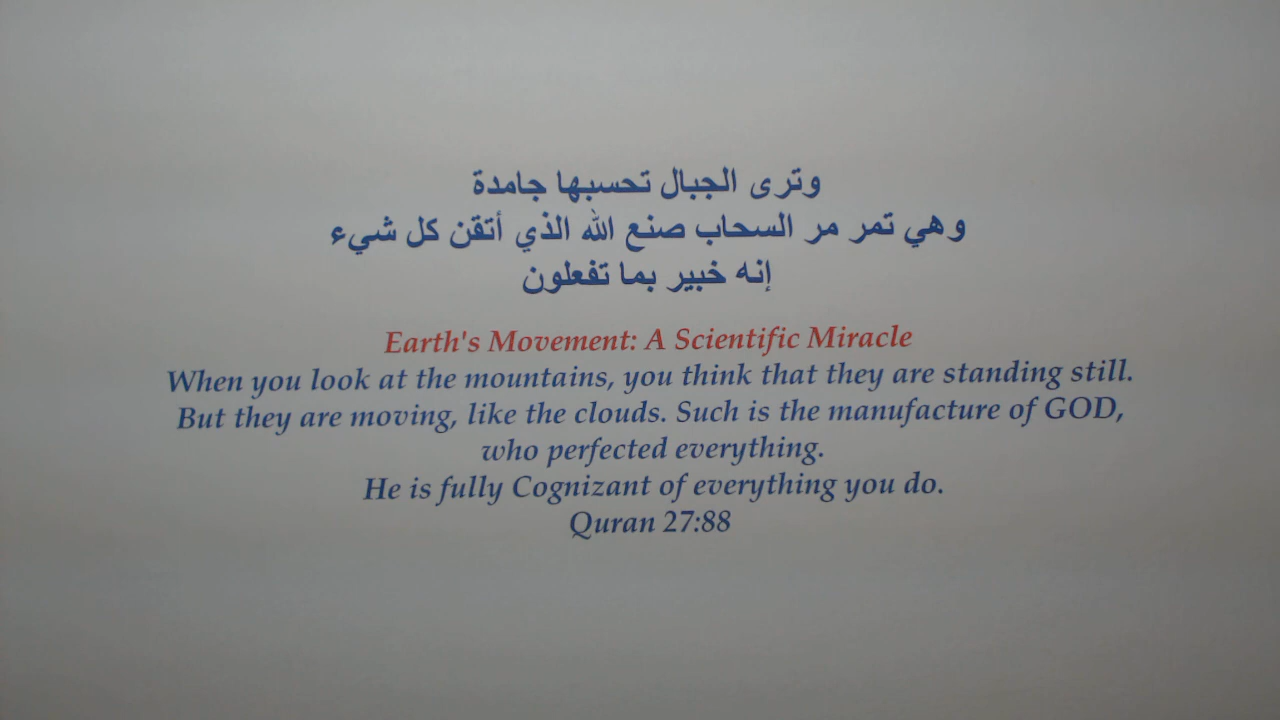 وترى الجبال تحسبها جامدة
وهي تمر مر السحاب صنع الله الذي أتقن كل شيء
إنه خبير بما تفعلون
Earth's Movement: A Scientific Miracle
When you look at the mountains, you think that they are standing still.
But they are moving, like the clouds. Such is the manufacture of GOD,
who perfected everything.
He is fully Cognizant of everything you do.
Quran 27:88